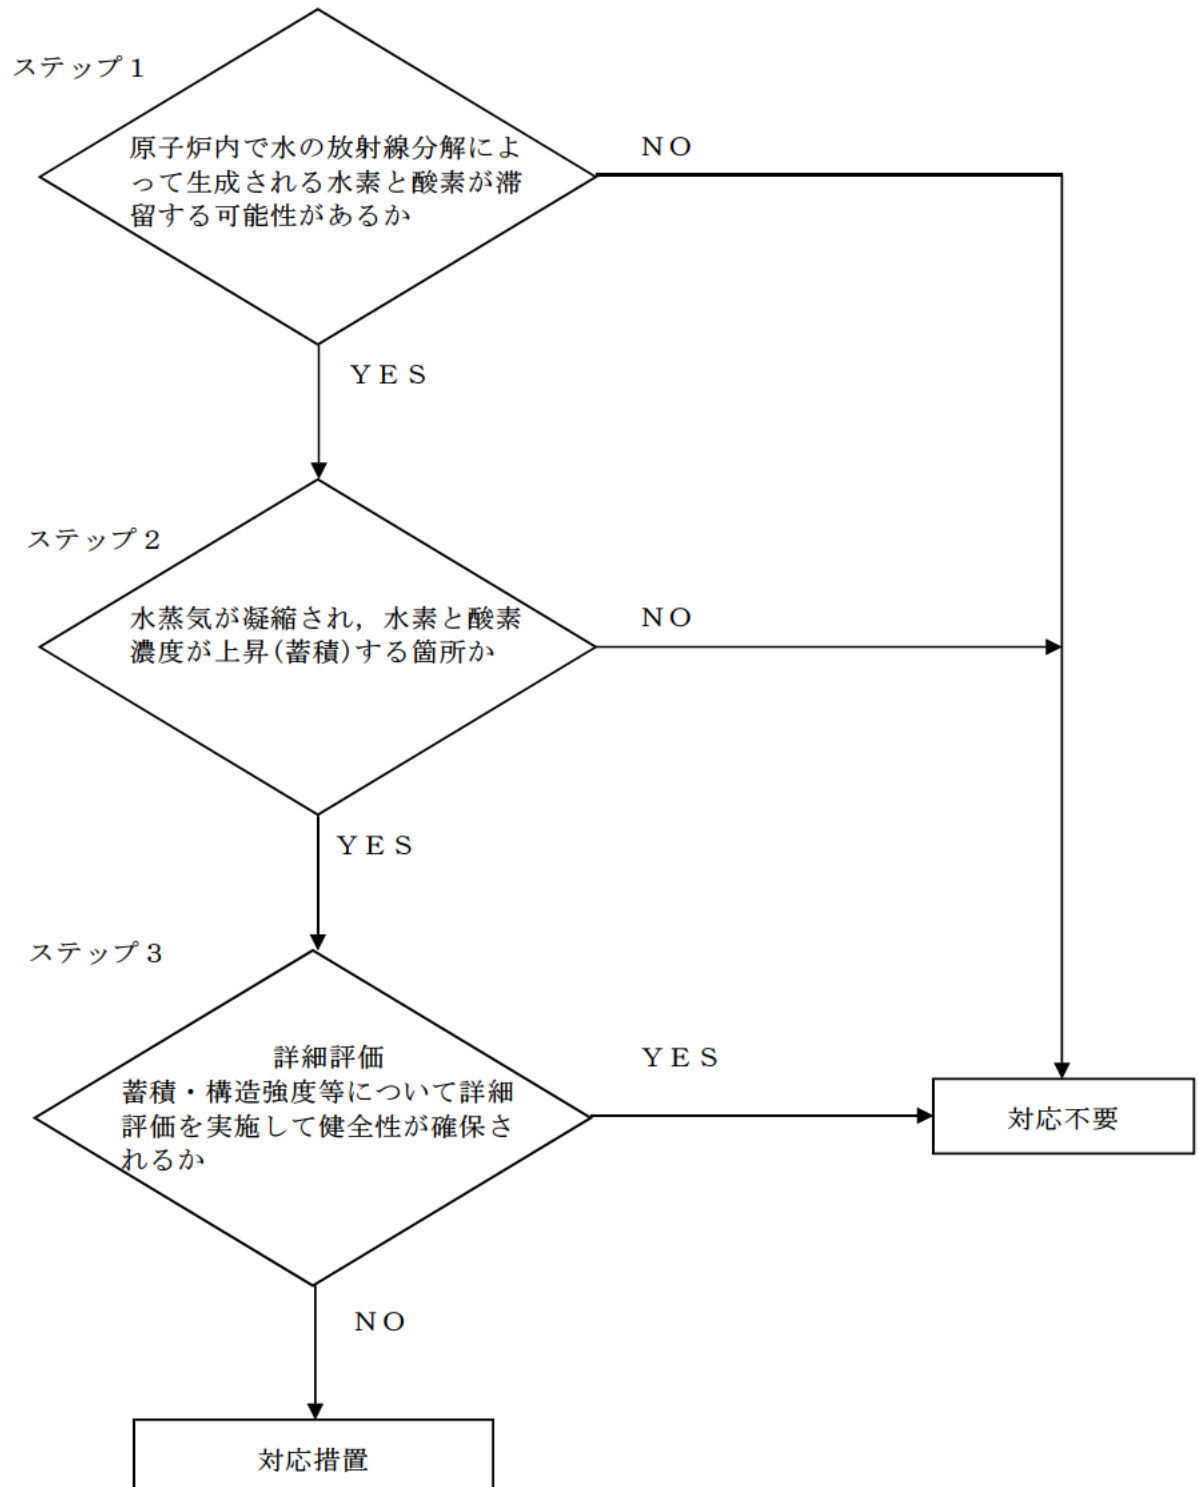 ステップ１
原子炉内で水の放射線分解によ
って生成される水素と酸素が滞
留する可能性があるか
ＮＯ
ＹＥＳ
ステップ２
水蒸気が凝縮され，水素と酸素
濃度が上昇(蓄積)する箇所か
ＮＯ
ＹＥＳ
ステップ３
詳細評価
蓄積・構造強度等について詳細
評価を実施して健全性が確保さ
れるか
ＹＥＳ
対応不要
ＮＯ
対応措置